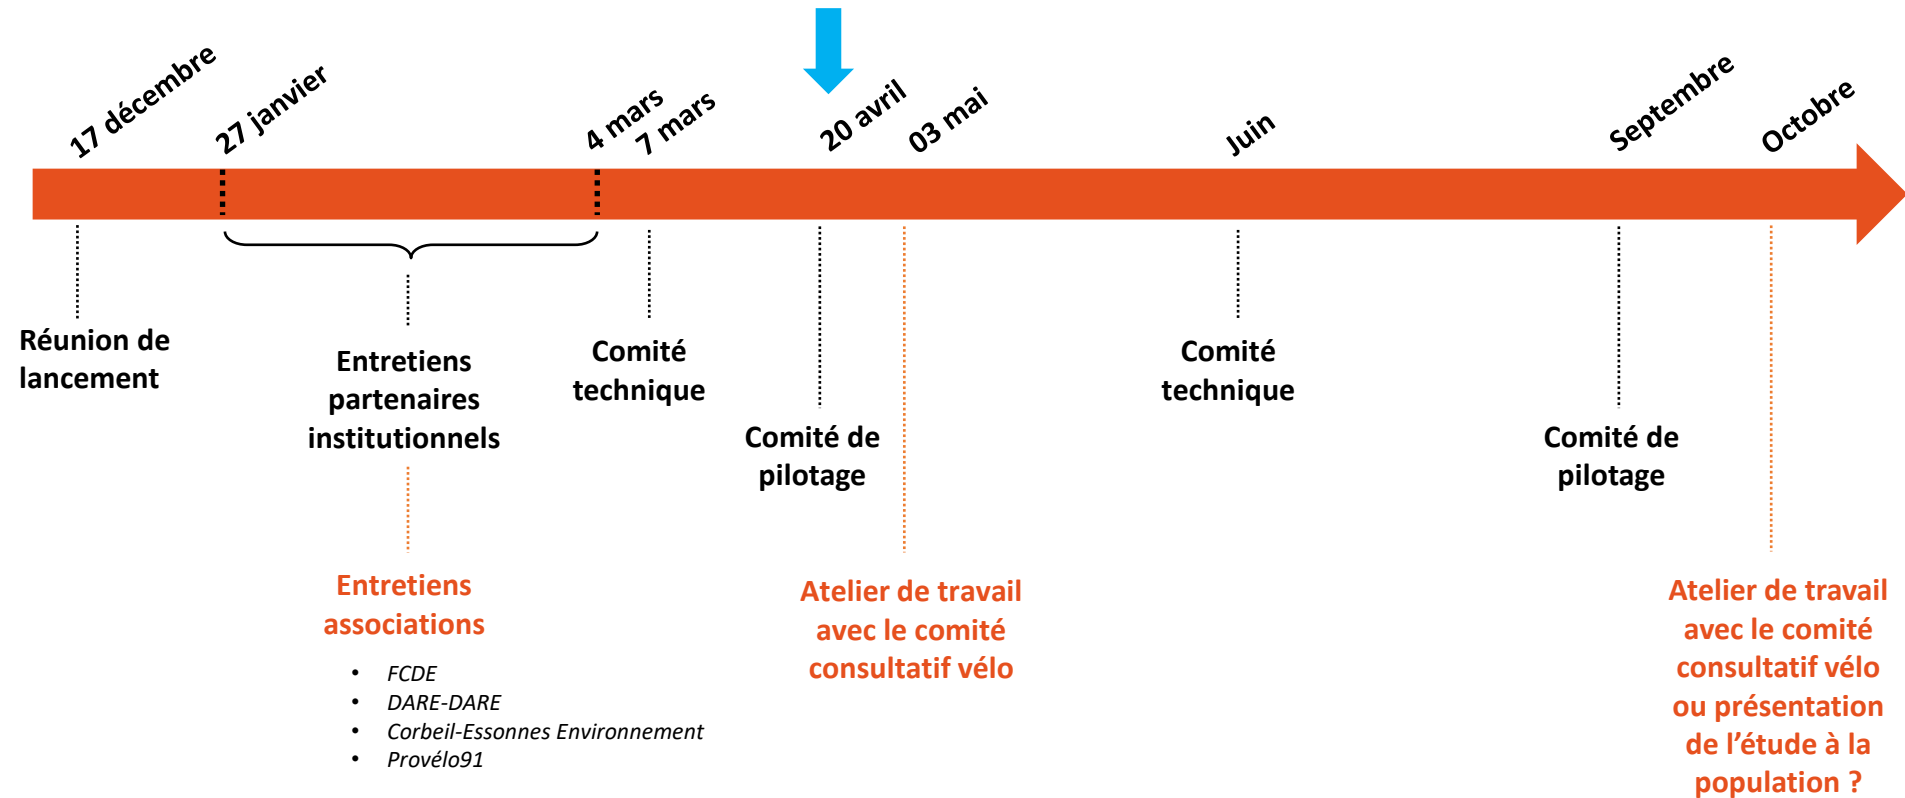 17 décembre
27 janvier
4 mars
7 mars
20 avril
03 mai
Juin
Septembre
Octobre
Réunion de
lancement
Entretiens
partenaires
institutionnels
Comité
technique
Comité de
pilotage
Comité
technique
Comité de
pilotage
Entretiens
associations
• FCDE
• DARE-DARE
• Corbeil-Essonnes Environnement
• Provélo91
Atelier de travail
avec le comité
consultatif vélo
Atelier de travail
avec le comité
consultatif vélo
ou présentation
de l'étude à la
population ?